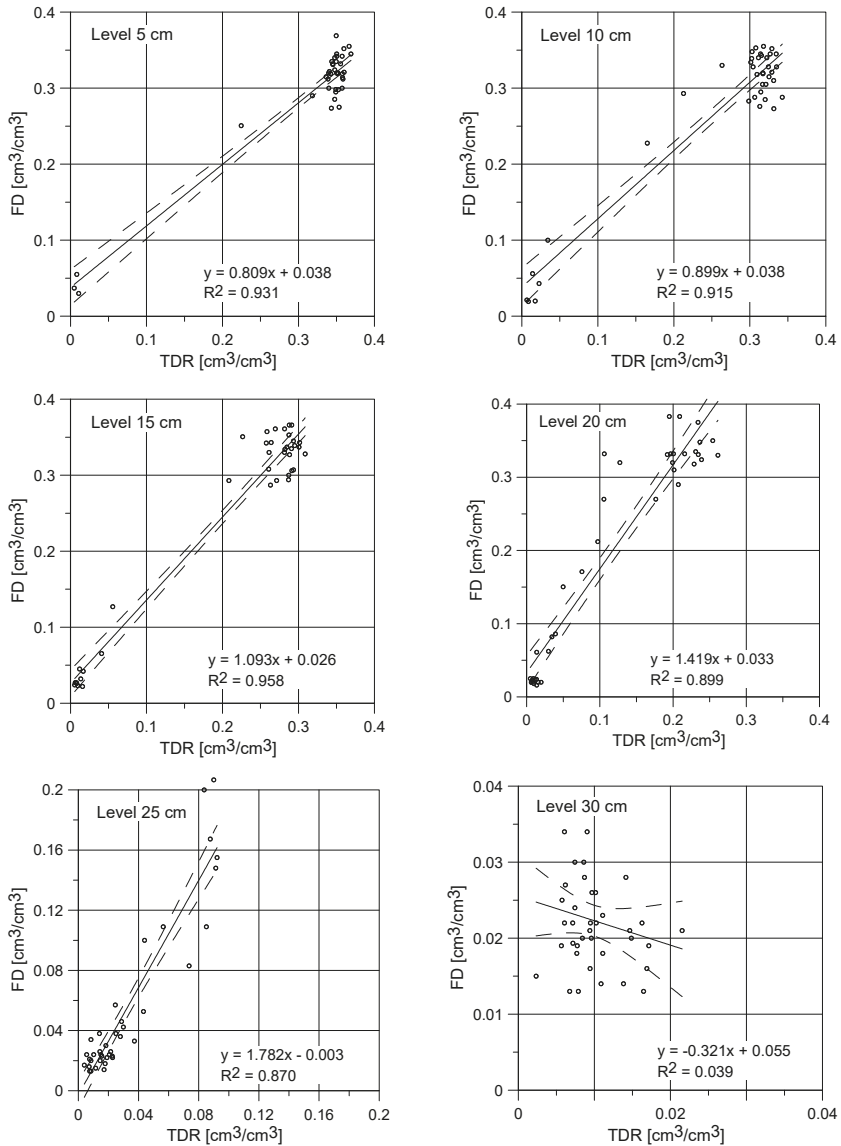 Level 5 cm
0.4
0.3
0.2
0.1
0
FD [cm3/cm3]
y = 0.809x + 0.038
R2 = 0.931
0 0.1 0.2 0.3 0.4
TDR [cm3/cm3]
Level 10 cm
0.4
0.3
0.2
0.1
0
FD [cm3/cm3]
y = 0.899x + 0.038
R2 = 0.915
0 0.1 0.2 0.3 0.4
TDR [cm3/cm3]
Level 15 cm
0.4
0.3
0.2
0.1
0
FD [cm3/cm3]
y = 1.093x + 0.026
R2 = 0.958
0 0.1 0.2 0.3 0.4
TDR [cm3/cm3]
Level 20 cm
0.4
0.3
0.2
0.1
0
FD [cm3/cm3]
y = 1.419x + 0.033
R2 = 0.899
0 0.1 0.2 0.3 0.4
TDR [cm3/cm3]
Level 25 cm
0.2
0.16
0.12
0.08
0.04
0
FD [cm3/cm3]
y = 1.782x - 0.003
R2 = 0.870
0 0.04 0.08 0.12 0.16 0.2
TDR [cm3/cm3]
Level 30 cm
0.04
0.03
0.02
0.01
0
FD [cm3/cm3]
y = -0.321x + 0.055
R2 = 0.039
0 0.02 0.04
TDR [cm3/cm3]